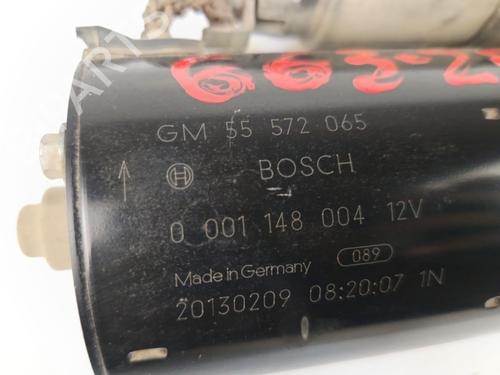 GM 55 572 065
BOSCH
0 001 148 004 12V
Made in Germany 089
20130209 08:20:07 1N